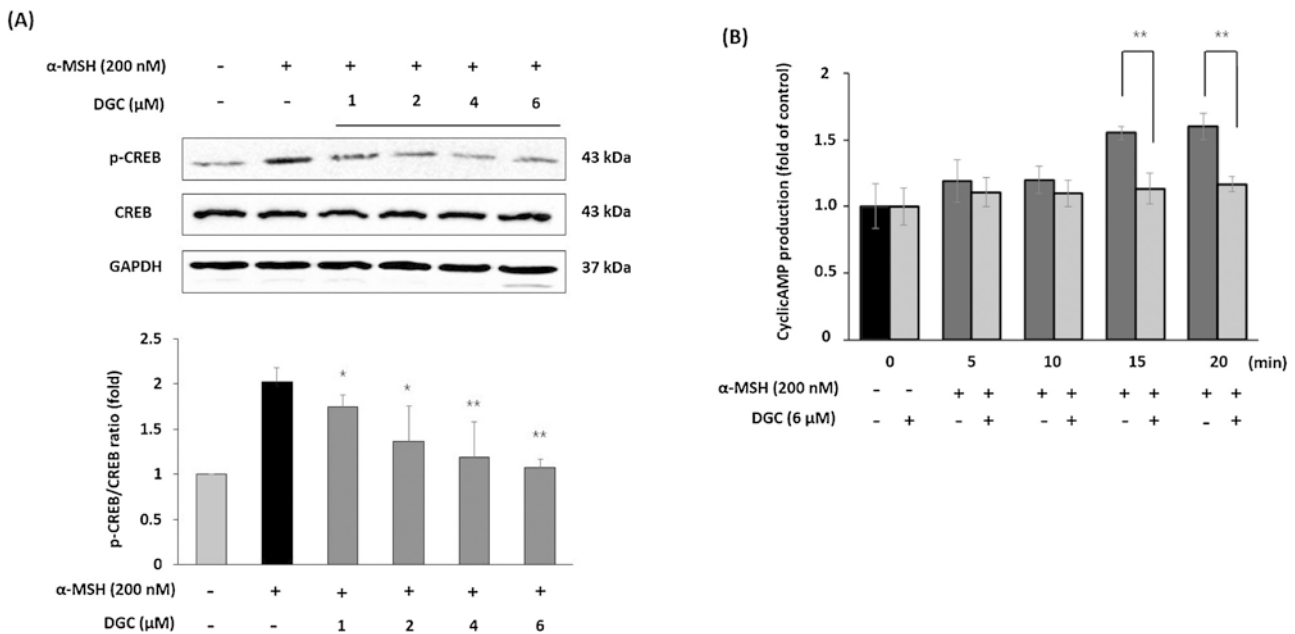 (A)
α-MSH (200 nM) - + + + + +
DGC (μM) - - 1 2 4 6
p-CREB 43 kDa
CREB 43 kDa
GAPDH 37 kDa
p-CREB/CREB ratio (fold)
2.5
2
1.5
1
0.5
0
* * ** **
α-MSH (200 nM) - + + + + +
DGC (μM) - - 1 2 4 6
(B)
CyclicAMP production (fold of control)
2
1.5
1.0
0.5
0
** **
0 5 10 15 20 (min)
α-MSH (200 nM) - - + + + + + + + +
DGC (6 μM) - + - + - + - + - +